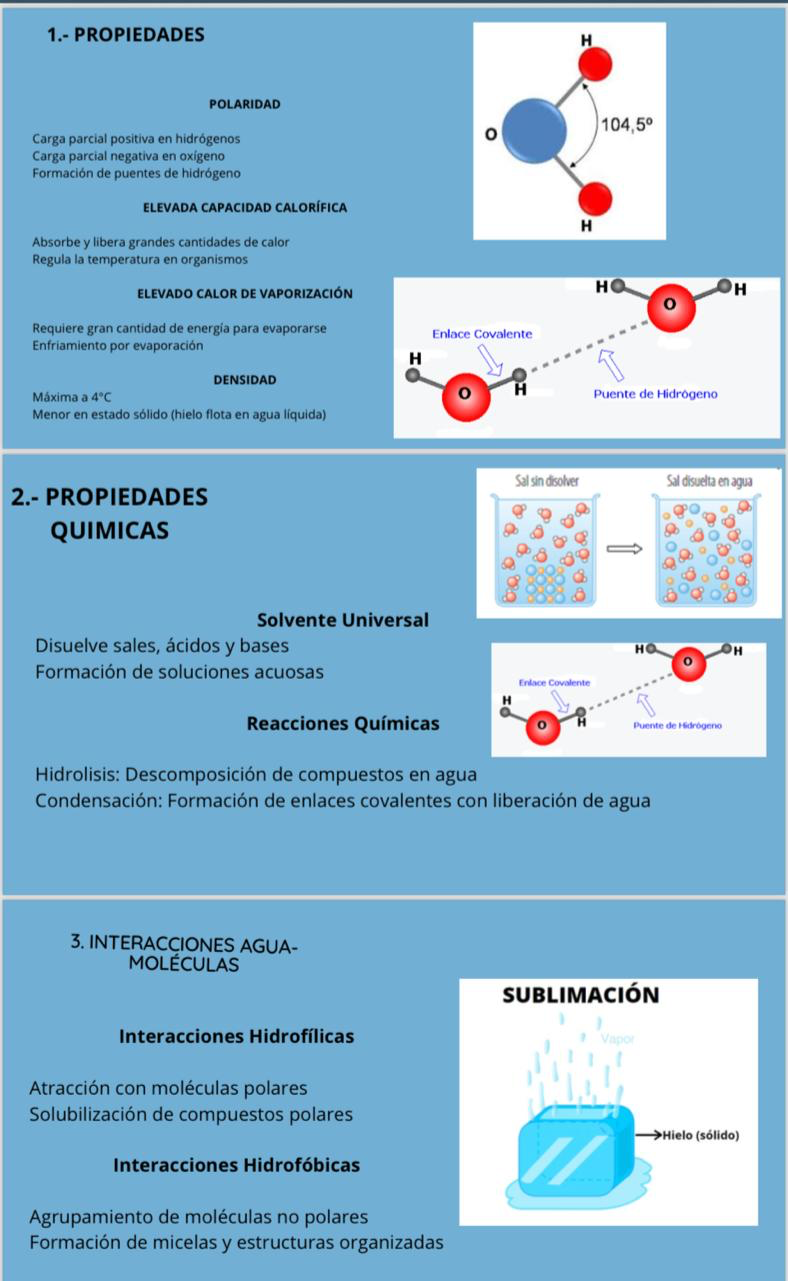 1.- PROPIEDADES
POLARIDAD
Carga parcial positiva en hidrógenos
Carga parcial negativa en oxígeno
Formación de puentes de hidrógeno
ELEVADA CAPACIDAD CALORÍFICA
Absorbe y libera grandes cantidades de calor
Regula la temperatura en organismos
ELEVADO CALOR DE VAPORIZACIÓN
Requiere gran cantidad de energía para evaporarse
Enfriamiento por evaporación
DENSIDAD
Máxima a 4°C
Menor en estado sólido (hielo flota en agua líquida)
H
O
104,5º
H
H
O
H
Enlace Covalente
H
O
H
Puente de Hidrógeno
2.- PROPIEDADES
QUIMICAS
Sal sin disolver
Sal disuelta en agua
Solvente Universal
Disuelve sales, ácidos y bases
Formación de soluciones acuosas
Reacciones Químicas
Hidrolisis: Descomposición de compuestos en agua
Condensación: Formación de enlaces covalentes con liberación de agua
H
O
H
Enlace Covalente
H
O
H
Puente de Hidrógeno
3. INTERACCIONES AGUA-
MOLÉCULAS
Interacciones Hidrofílicas
Atracción con moléculas polares
Solubilización de compuestos polares
Interacciones Hidrofóbicas
Agrupamiento de moléculas no polares
Formación de micelas y estructuras organizadas
SUBLIMACIÓN
Vapor
Hielo (sólido)